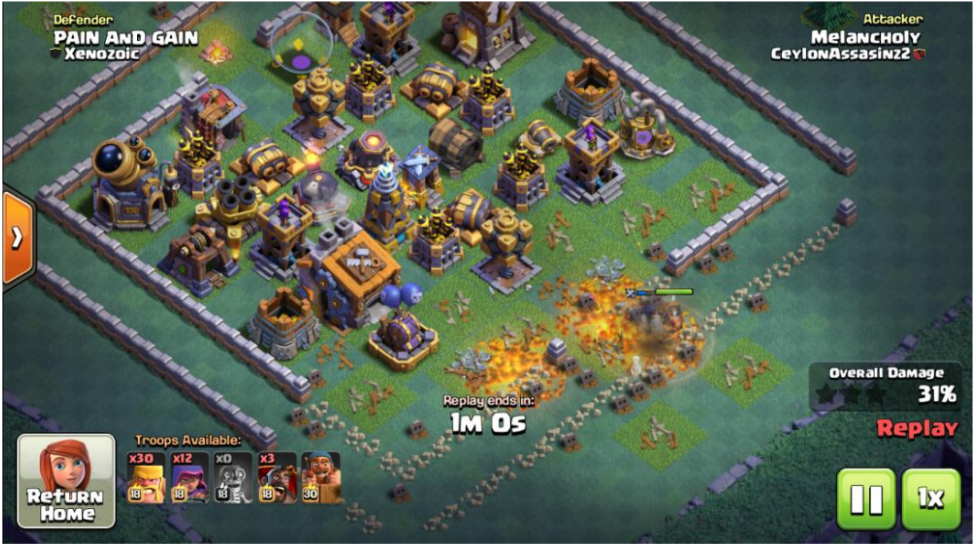 Defender
PAIN AND GAIN
Xenozoic
Attacker
Melancholy
CeylonAssasin22
Overall Damage
31%
Replay ends in:
1M 0s
Replay
Troops Available:
x30
x12
x0
x3
18
18
18
18
30
Return
Home
1x